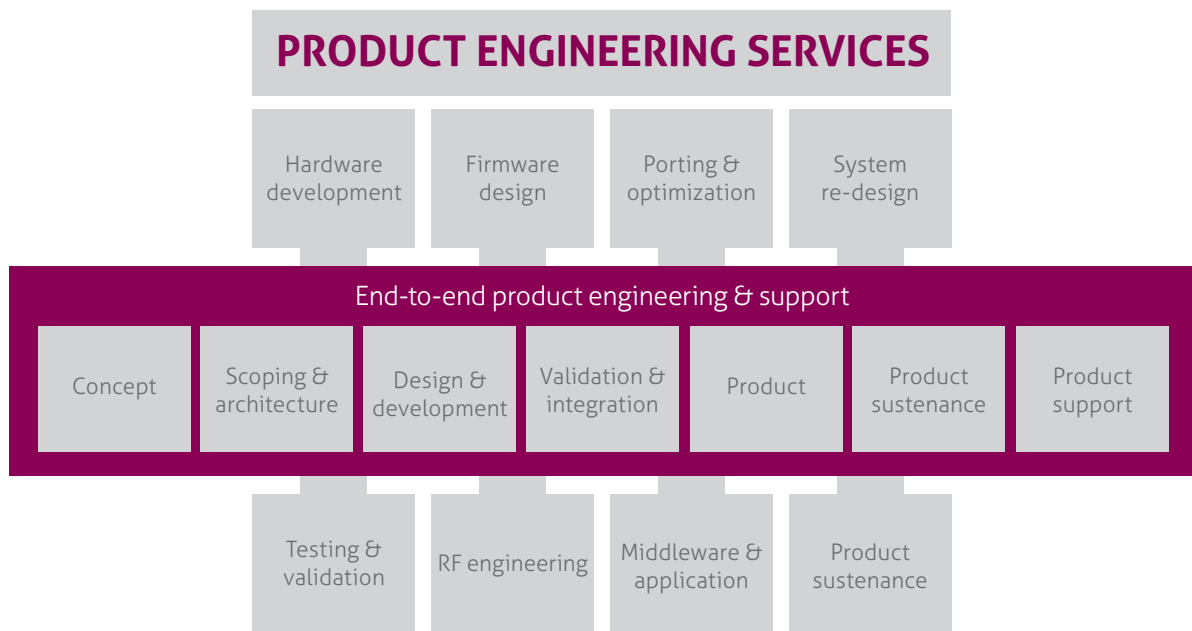 PRODUCT ENGINEERING SERVICES
Hardware
development
Firmware
design
Porting &
optimization
System
re-design
End-to-end product engineering & support
Concept
Scoping &
architecture
Design &
development
Validation &
integration
Product
Product
sustenance
Product
support
Testing &
validation
RF engineering
Middleware &
application
Product
sustenance